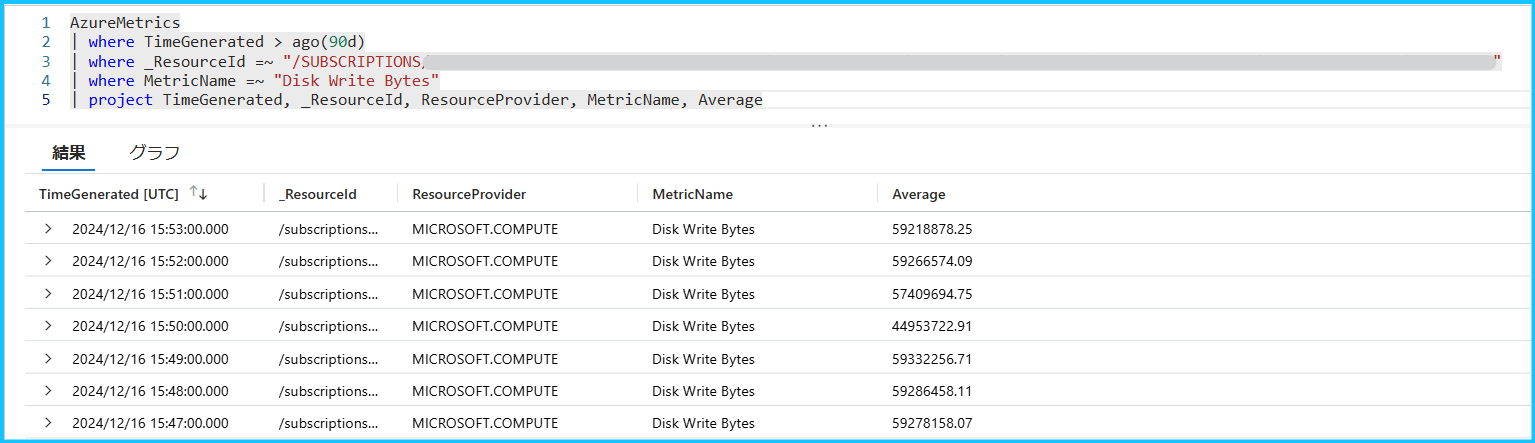 1 AzureMetrics
2 | where TimeGenerated > ago(90d)
3 | where _ResourceId =~ "/SUBSCRIPTIONS/ "
4 | where MetricName =~ "Disk Write Bytes"
5 | project TimeGenerated, _ResourceId, ResourceProvider, MetricName, Average
...
結果 グラフ
TimeGenerated [UTC] ↑↓ _ResourceId ResourceProvider MetricName Average
> 2024/12/16 15:53:00.000 /subscriptions... MICROSOFT.COMPUTE Disk Write Bytes 59218878.25
> 2024/12/16 15:52:00.000 /subscriptions... MICROSOFT.COMPUTE Disk Write Bytes 59266574.09
> 2024/12/16 15:51:00.000 /subscriptions... MICROSOFT.COMPUTE Disk Write Bytes 57409694.75
> 2024/12/16 15:50:00.000 /subscriptions... MICROSOFT.COMPUTE Disk Write Bytes 44953722.91
> 2024/12/16 15:49:00.000 /subscriptions... MICROSOFT.COMPUTE Disk Write Bytes 59332256.71
> 2024/12/16 15:48:00.000 /subscriptions... MICROSOFT.COMPUTE Disk Write Bytes 59286458.11
> 2024/12/16 15:47:00.000 /subscriptions... MICROSOFT.COMPUTE Disk Write Bytes 59278158.07